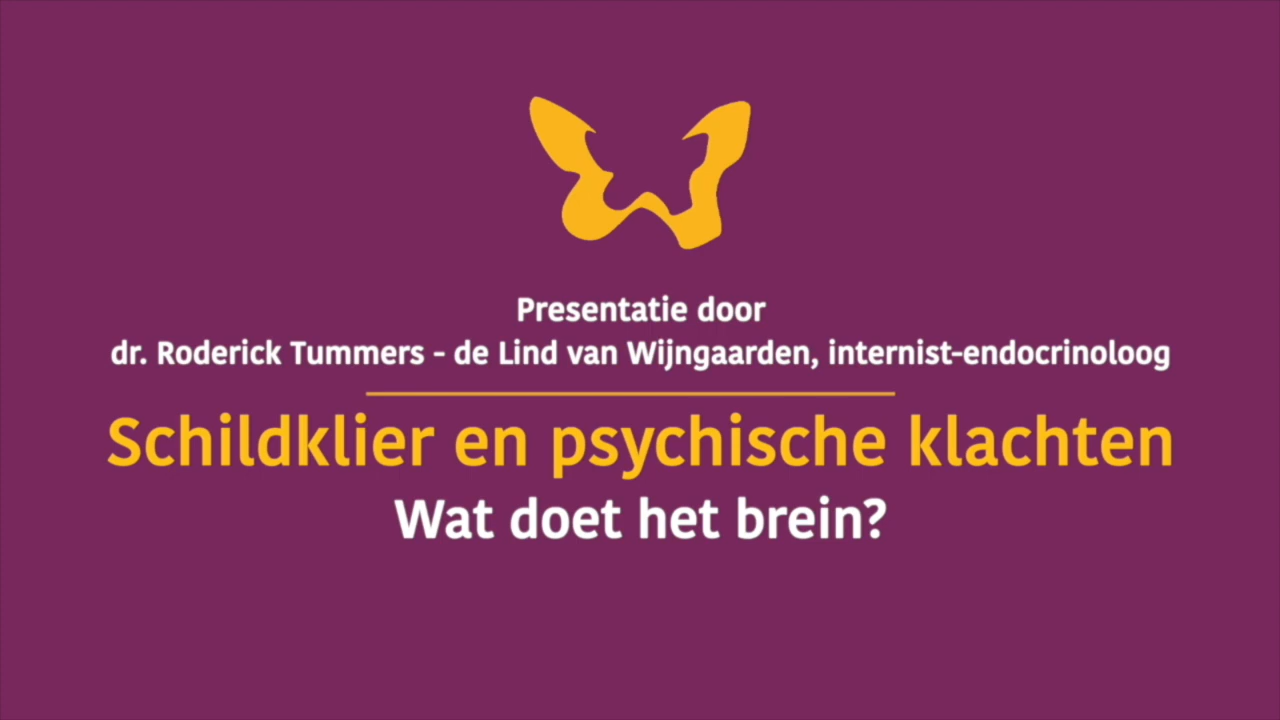 Presentatie door
dr. Roderick Tummers - de Lind van Wijngaarden, internist-endocrinoloog
Schildklier en psychische klachten
Wat doet het brein?